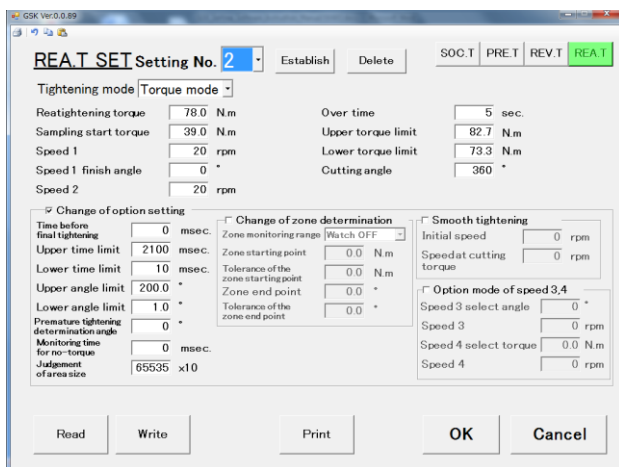 GSK Ver.0.0.89
REA.T SET Setting No. 2 Establish Delete SOC.T PRE.T REV.T REA.T
Tightening mode Torque mode
Reatightening torque 78.0 N.m Over time 5 sec.
Sampling start torque 39.0 N.m Upper torque limit 82.7 N.m
Speed 1 20 rpm Lower torque limit 73.3 N.m
Speed 1 finish angle 0 ° Cutting angle 360 °
Speed 2 20 rpm
Change of option setting
Time before
final tightening 0 msec.
Upper time limit 2100 msec.
Lower time limit 10 msec.
Upper angle limit 200.0 °
Lower angle limit 1.0 °
Premature tightening
determination angle 0 °
Monitoring time
for no-torque 0 msec.
Judgement
of area size 65535 x10
Change of zone determination
Zone monitoring range Watch OFF
Zone starting point 0.0 N.m
Tolerance of the
zone starting point 0.0 N.m
Zone end point 0.0 °
Tolerance of the
zone end point 0.0 °
Smooth tightening
Initial speed 0 rpm
Speed at cutting
torque 0 rpm
Option mode of speed 3,4
Speed 3 select angle 0 °
Speed 3 0 rpm
Speed 4 select torque 0.0 N.m
Speed 4 0 rpm
Read Write Print OK Cancel